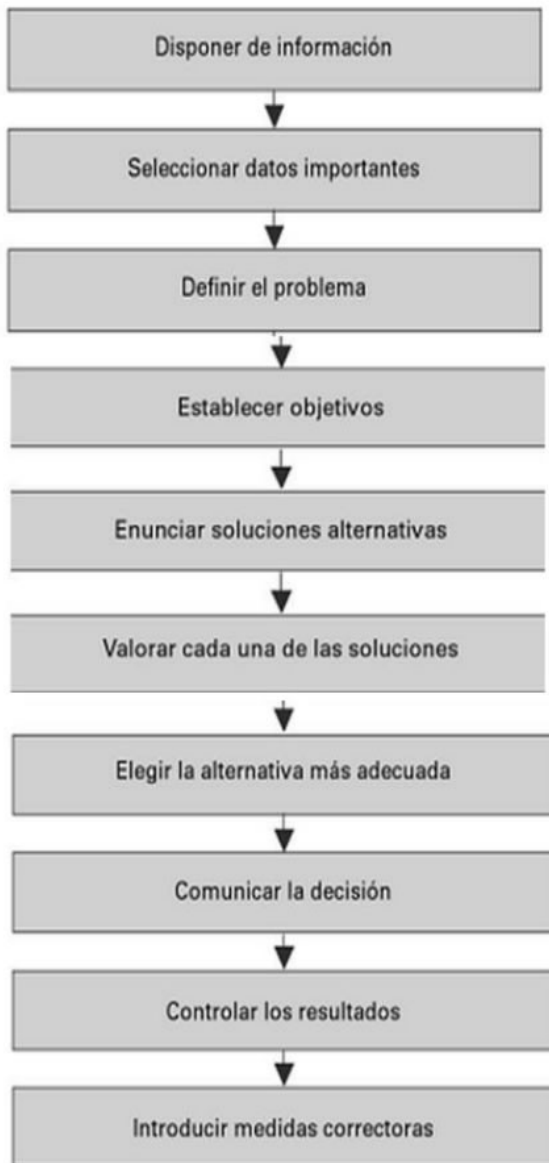 Disponer de información
Seleccionar datos importantes
Definir el problema
Establecer objetivos
Enunciar soluciones alternativas
Valorar cada una de las soluciones
Elegir la alternativa más adecuada
Comunicar la decisión
Controlar los resultados
Introducir medidas correctoras